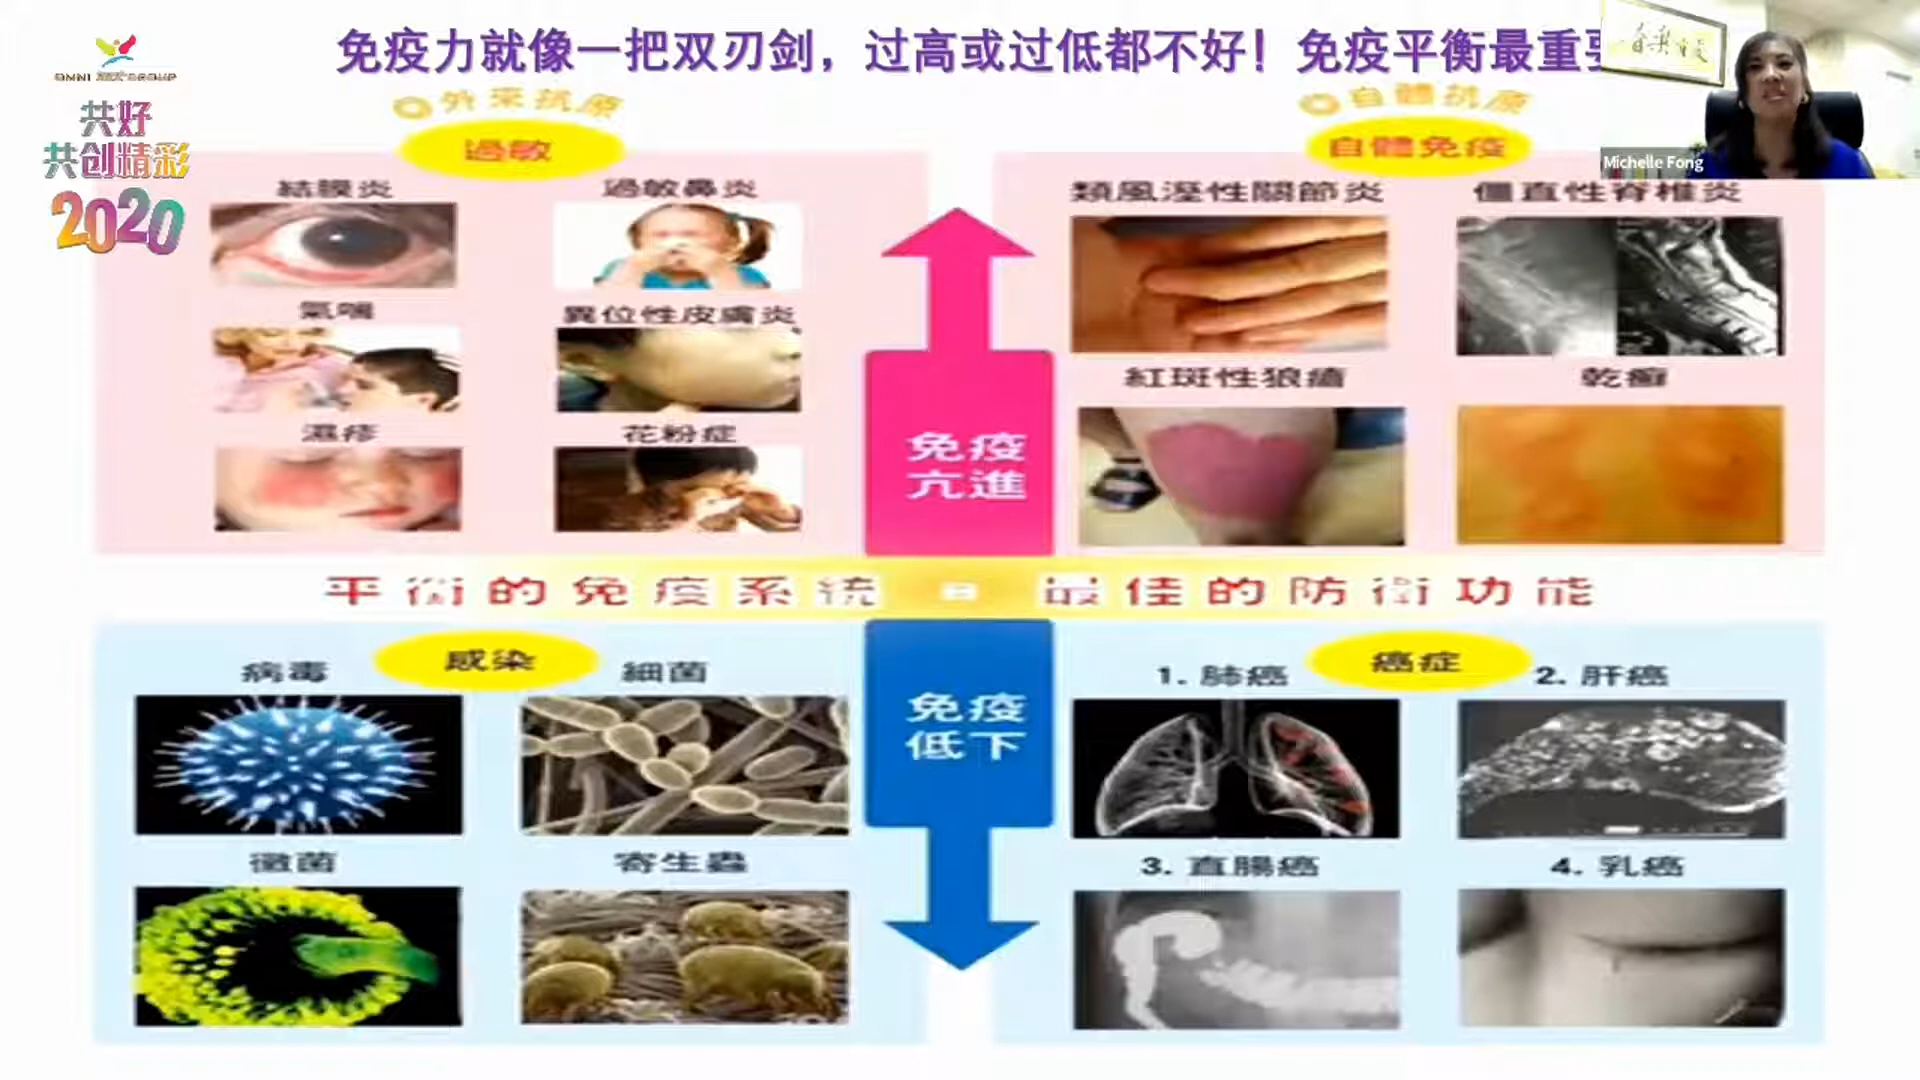 免疫力就像一把双刃剑，过高或过低都不好！免疫平衡最重要
OMNI GROUP
共好
共创精彩
2020
外來抗原
過敏
自體抗原
自體免疫
Michelle Fong
結膜炎
過敏鼻炎
類風溼性關節炎
僵直性脊椎炎
氣喘
異位性皮膚炎
紅斑性狼瘡
乾癬
濕疹
花粉症
免疫
亢進
平衡的免疫系統 = 最佳的防衛功能
感染
癌症
病毒
細菌
1. 肺癌
2. 肝癌
免疫
低下
黴菌
寄生蟲
3. 直腸癌
4. 乳癌